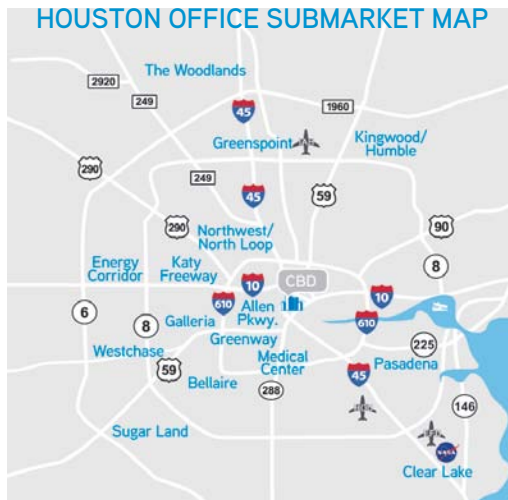 HOUSTON OFFICE SUBMARKET MAP
The Woodlands
2920
249
45
1960
Greenspoint
IAH
Kingwood/
Humble
290
249
45
59
290
90
Northwest/
North Loop
Energy
Corridor
Katy
Freeway
8
10
CBD
10
6
610
Allen
Pkwy.
8
Galleria
610
Greenway
225
Westchase
Medical
Center
Pasadena
59
45
Bellaire
288
146
Sugar Land
NASA
Clear Lake